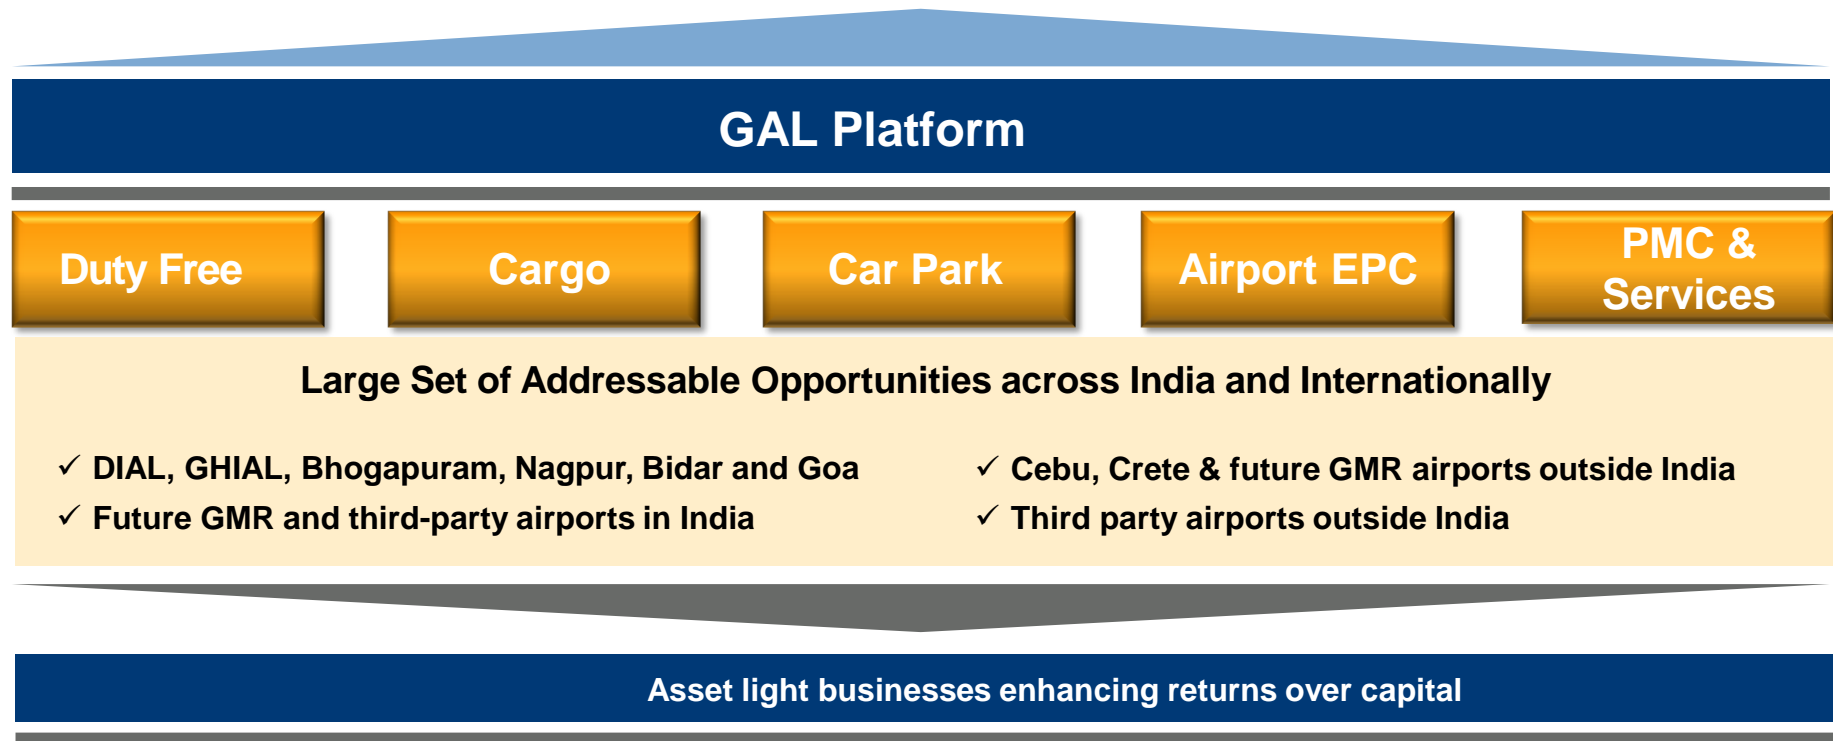 GAL Platform
Duty Free
Cargo
Car Park
Airport EPC
PMC &
Services
Large Set of Addressable Opportunities across India and Internationally
✓ DIAL, GHIAL, Bhogapuram, Nagpur, Bidar and Goa
✓ Future GMR and third-party airports in India
✓ Cebu, Crete & future GMR airports outside India
✓ Third party airports outside India
Asset light businesses enhancing returns over capital